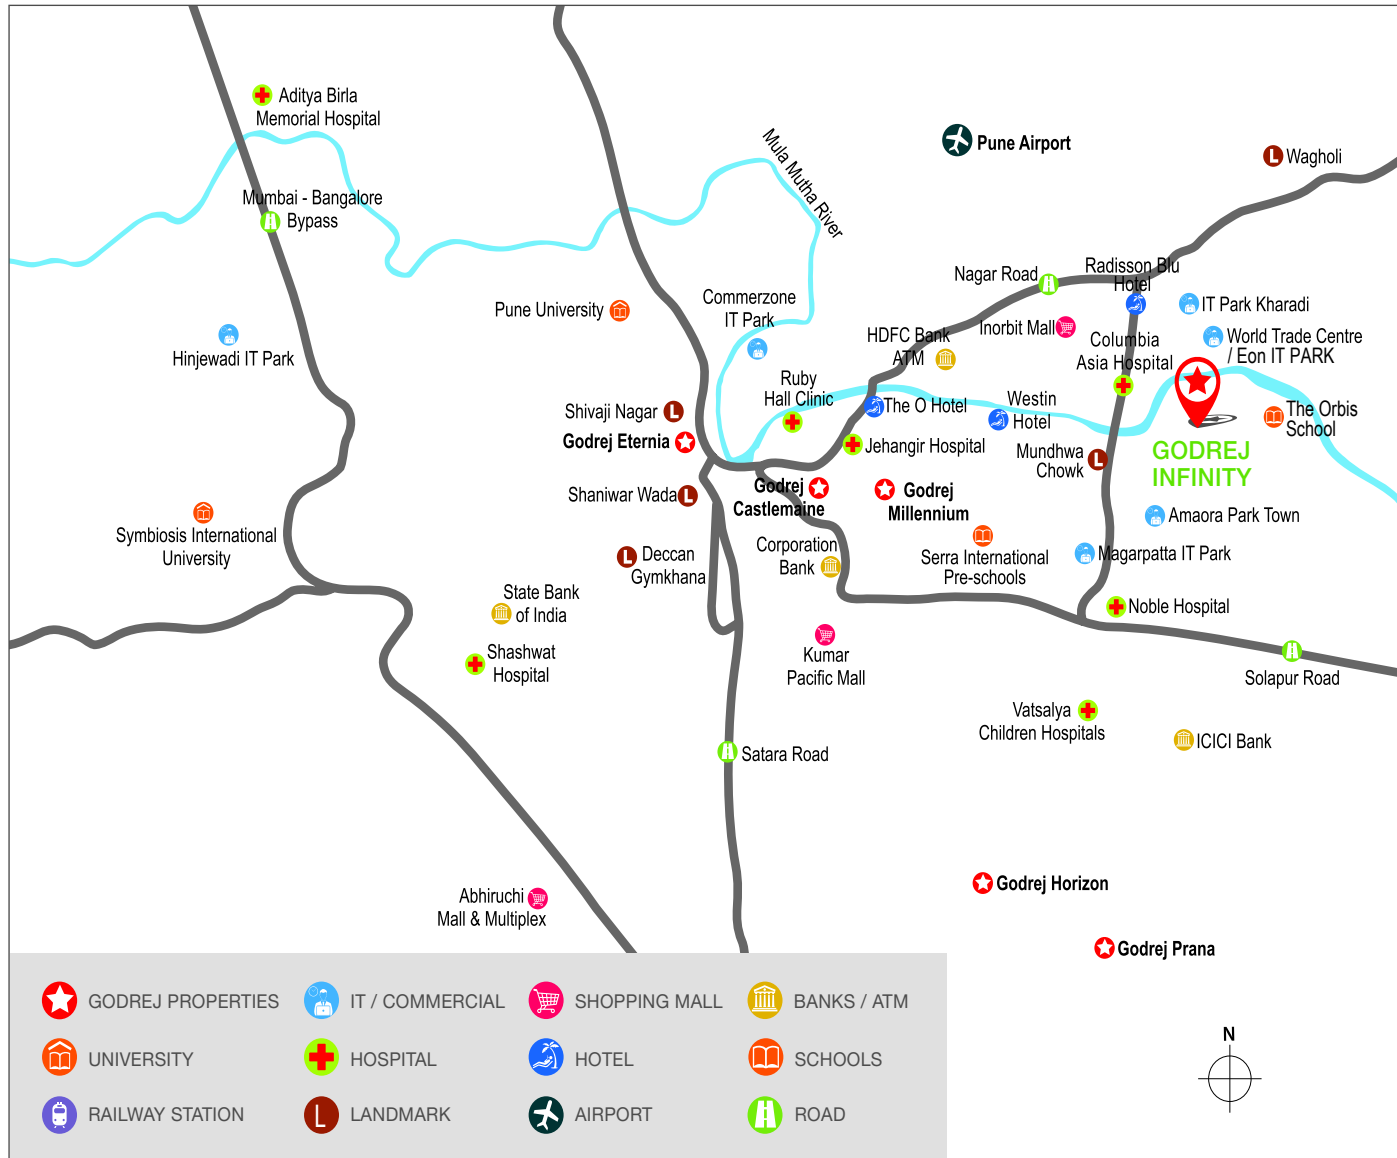 Aditya Birla
Memorial Hospital
Mula Mutha River
Pune Airport
Wagholi
Mumbai - Bangalore
Bypass
Nagar Road
Radisson Blu
Hotel
Pune University
Commerzone
IT Park
IT Park Kharadi
Hinjewadi IT Park
HDFC Bank
ATM
Inorbit Mall
Columbia
Asia Hospital
World Trade Centre
/ Eon IT PARK
Ruby
Hall Clinic
Shivaji Nagar
L
The O Hotel
Westin
Hotel
The Orbis
School
Godrej Eternia
Jehangir Hospital
Mundhwa
Chowk
L
GODREJ
INFINITY
Shaniwar Wada
L
Godrej
Castlemaine
Godrej
Millennium
Amaora Park Town
Symbiosis International
University
L
Deccan
Gymkhana
Corporation
Bank
Serra International
Pre-schools
Magarpatta IT Park
State Bank
of India
Noble Hospital
Shashwat
Hospital
Kumar
Pacific Mall
Solapur Road
Vatsalya
Children Hospitals
ICICI Bank
Satara Road
Abhiruchi
Mall & Multiplex
Godrej Horizon
Godrej Prana
GODREJ PROPERTIES
IT / COMMERCIAL
SHOPPING MALL
BANKS / ATM
UNIVERSITY
HOSPITAL
HOTEL
SCHOOLS
RAILWAY STATION
L
LANDMARK
AIRPORT
ROAD
N